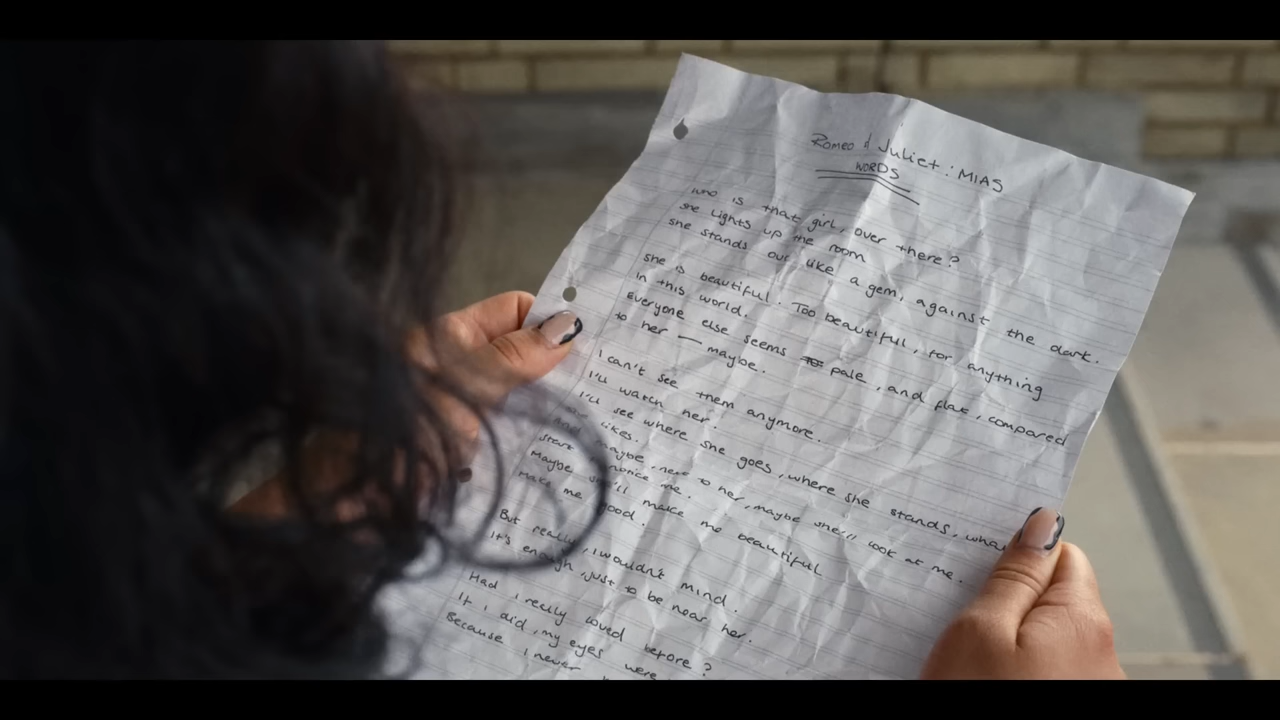 Romeo & Juliet: MIAS
WORDS
Who is that girl, over there?
she lights up the room
she stands out like a gem, against the dark.
she is beautiful. Too beautiful, for anything
in this world.
Everyone else seems pale, and flat, compared
to her — maybe.
I can't see them anymore.
I'll watch her.
I'll see where she goes, where she stands, what
she likes.
And maybe, next to her, maybe she'll look at me.
start notice me.
Maybe she'll make me beautiful
make me good.
But really, I wouldn't mind.
It's enough, just to be near her.
Had I really loved before?
If I did, my eyes were
Because I never